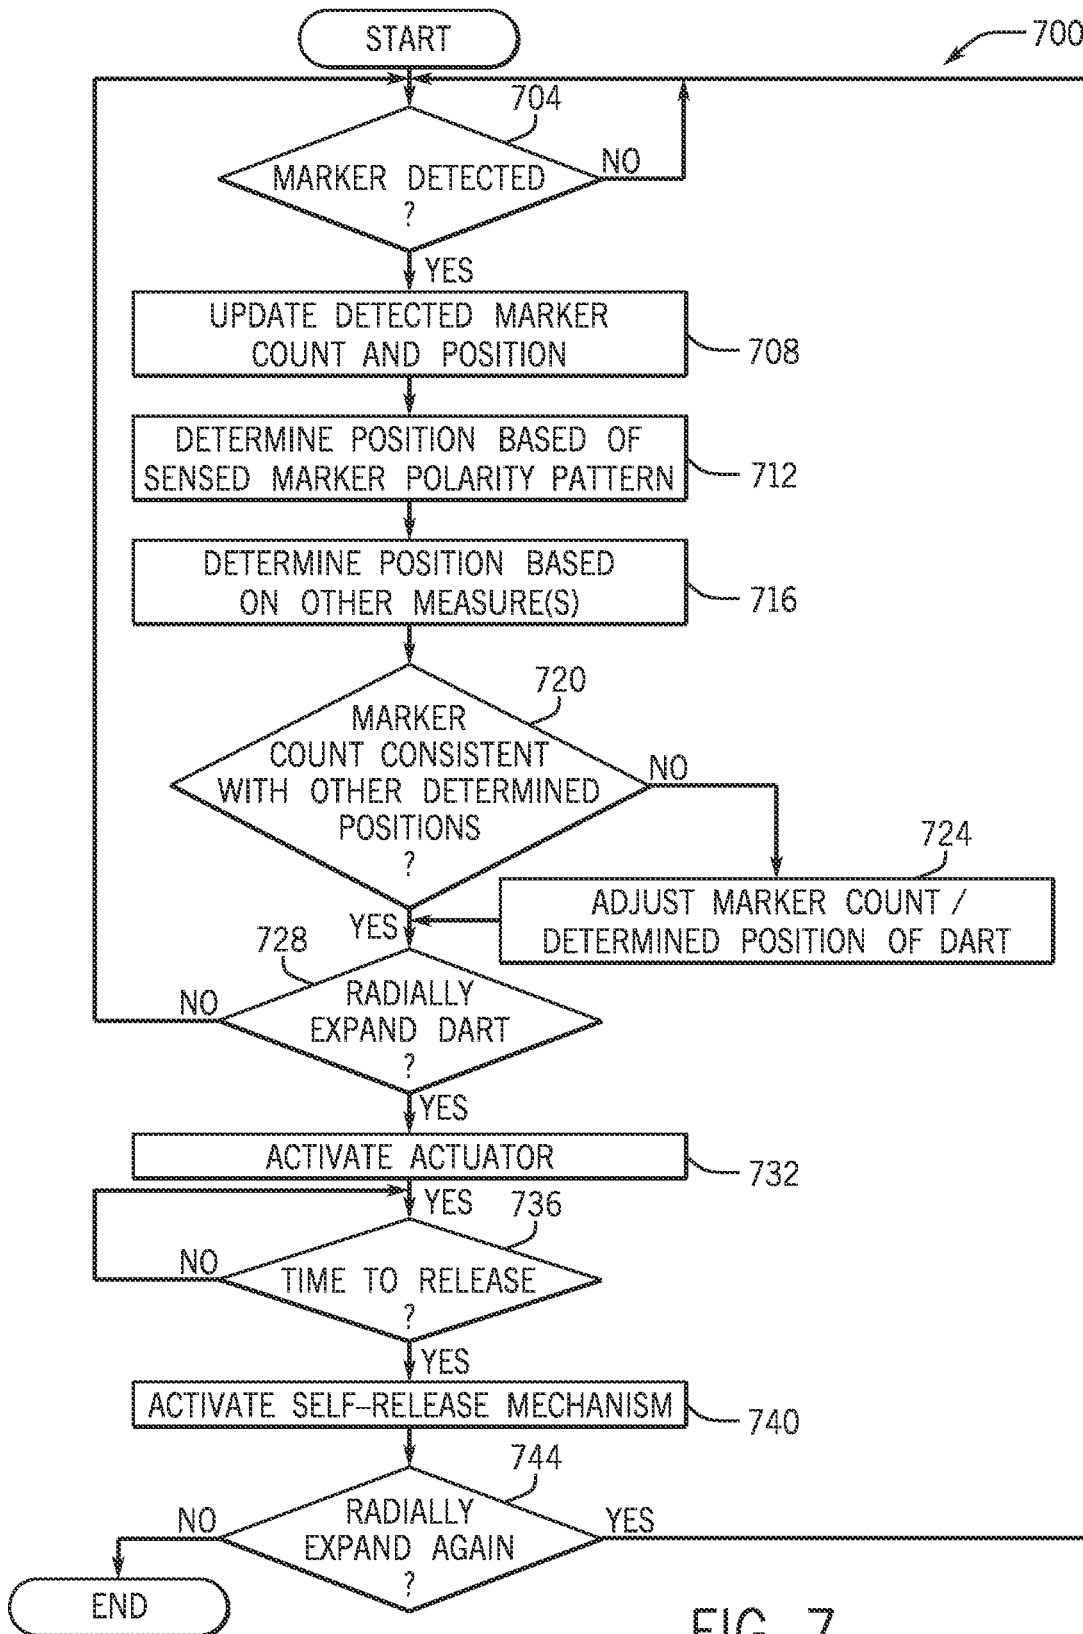 START
700
704
MARKER DETECTED
?
NO
YES
UPDATE DETECTED MARKER
COUNT AND POSITION
708
DETERMINE POSITION BASED OF
SENSED MARKER POLARITY PATTERN
712
DETERMINE POSITION BASED
ON OTHER MEASURE(S)
716
720
MARKER
COUNT CONSISTENT
WITH OTHER DETERMINED
POSITIONS
?
NO
724
ADJUST MARKER COUNT /
DETERMINED POSITION OF DART
YES
728
RADIALLY
EXPAND DART
?
NO
YES
ACTIVATE ACTUATOR
732
YES
736
TIME TO RELEASE
?
NO
YES
ACTIVATE SELF-RELEASE MECHANISM
740
744
RADIALLY
EXPAND AGAIN
?
NO
YES
END
FIG. 7